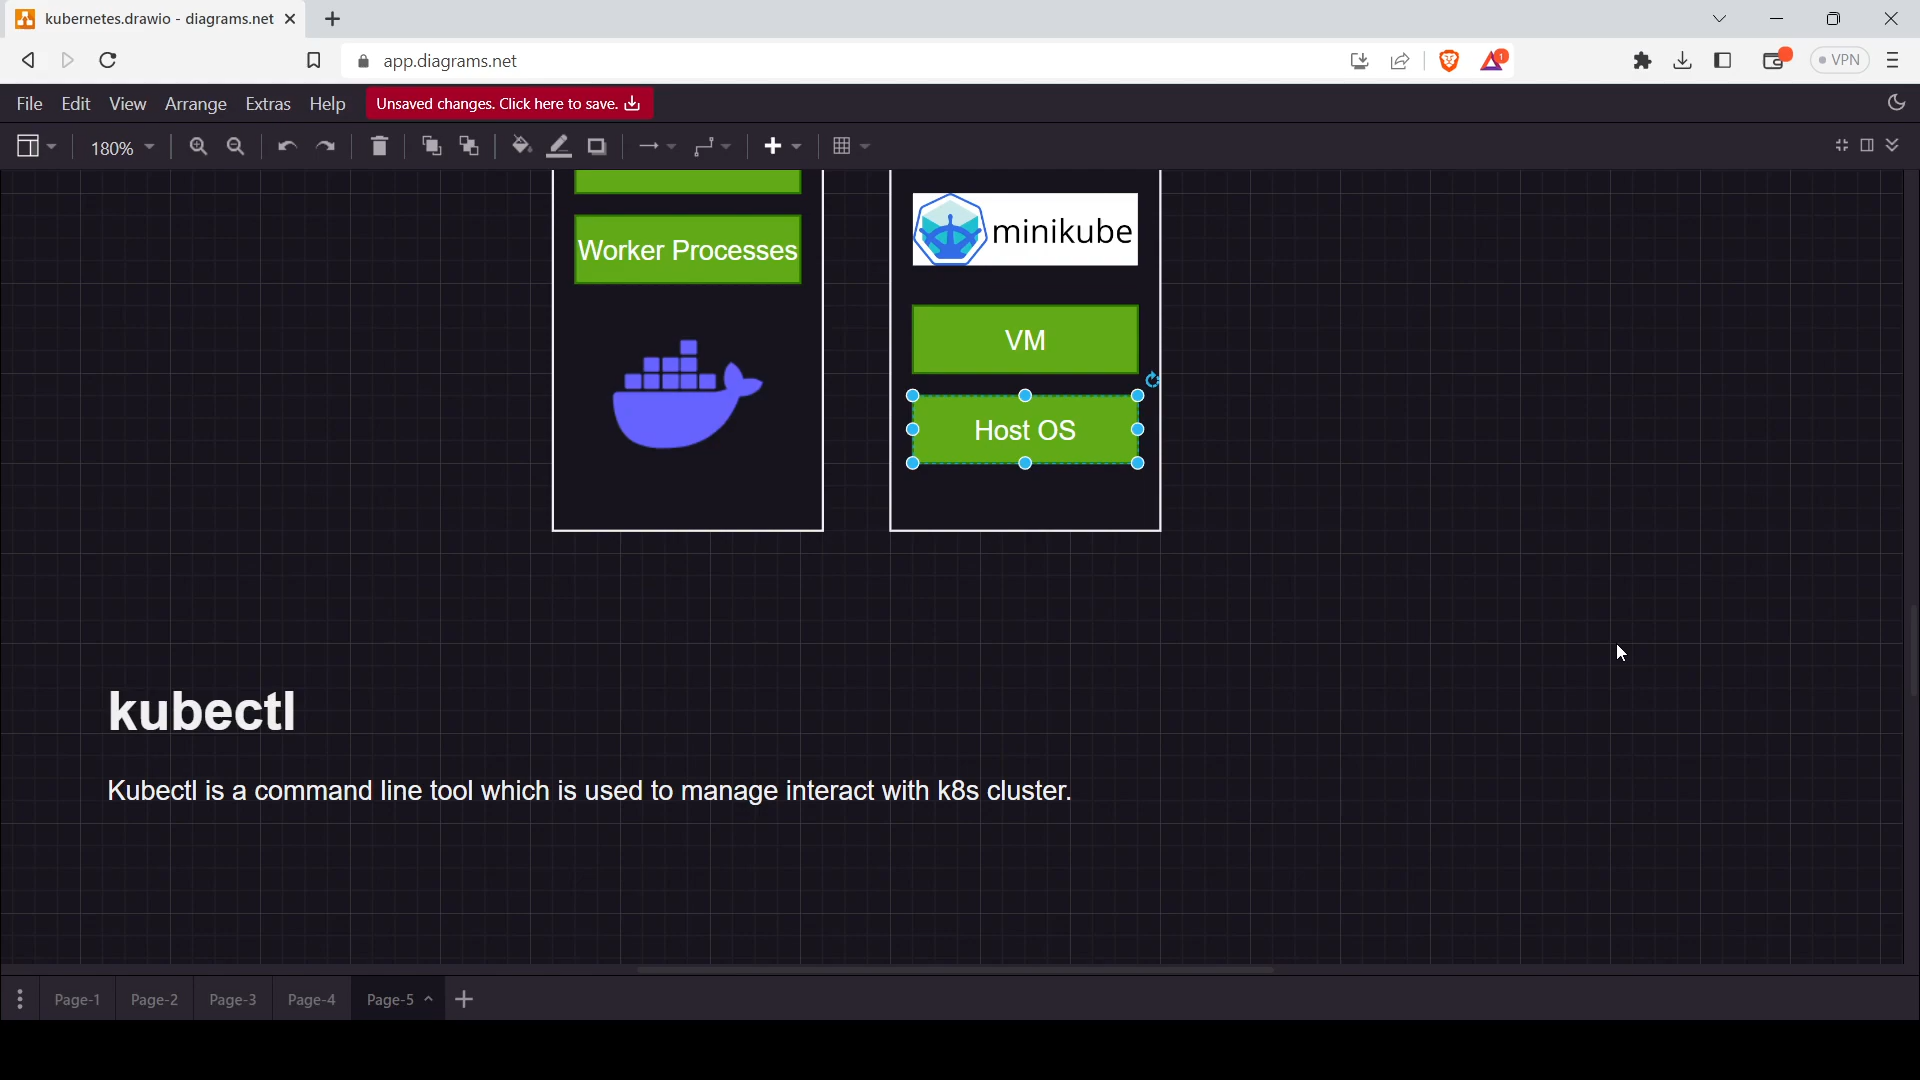 kubernetes.drawio - diagrams.net
app.diagrams.net
1
VPN
File Edit View Arrange Extras Help Unsaved changes. Click here to save.
180%
Worker Processes
minikube
VM
Host OS
kubectl
Kubectl is a command line tool which is used to manage interact with k8s cluster.
Page-1 Page-2 Page-3 Page-4 Page-5